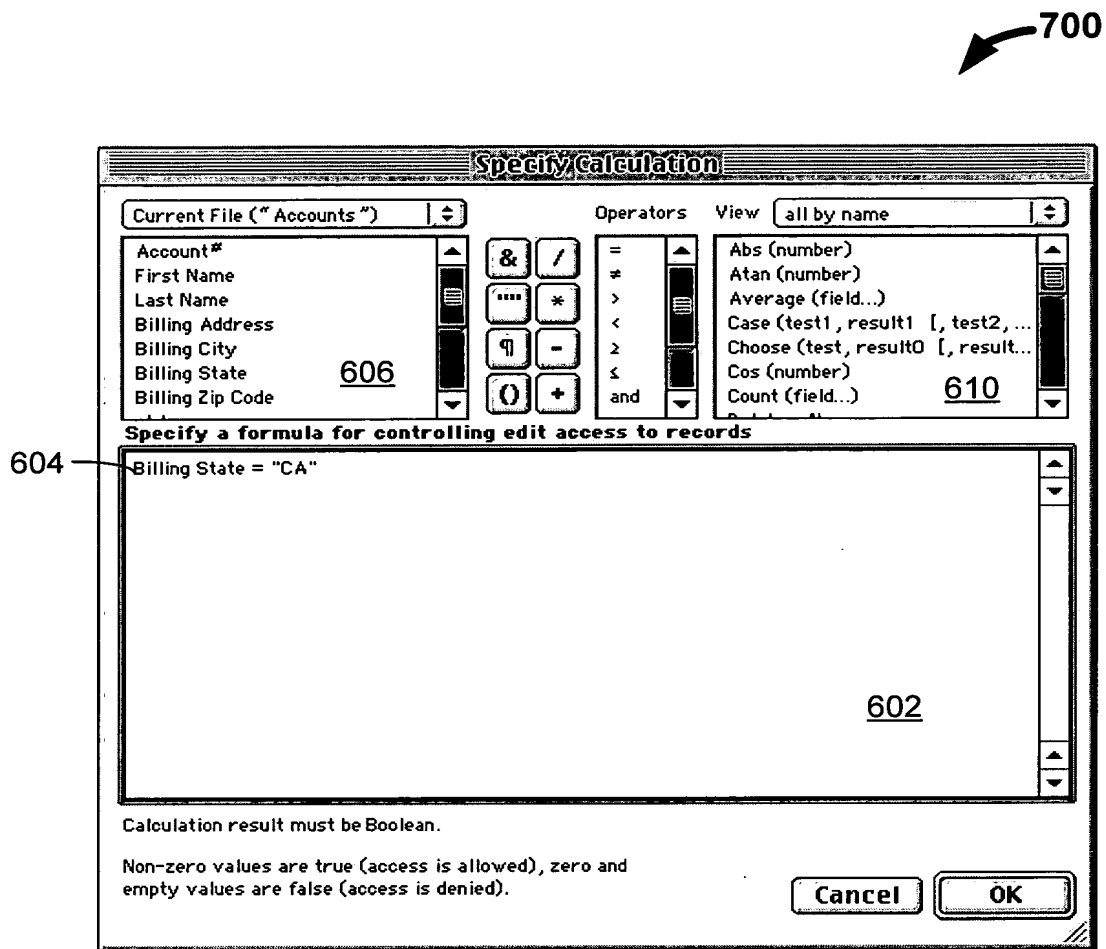 700
Specify Calculation
Current File ("Accounts")
Operators
View
all by name
Account#
First Name
Last Name
Billing Address
Billing City
Billing State
Billing Zip Code
606
& /
"" *
¶ -
() +
=
≠
>
<
≥
≤
and
Abs (number)
Atan (number)
Average (field...)
Case (test1, result1 [, test2, ...
Choose (test, result0 [, result...
Cos (number)
Count (field...)
610
Specify a formula for controlling edit access to records
604
Billing State = "CA"
602
Calculation result must be Boolean.
Non-zero values are true (access is allowed), zero and
empty values are false (access is denied).
Cancel
OK